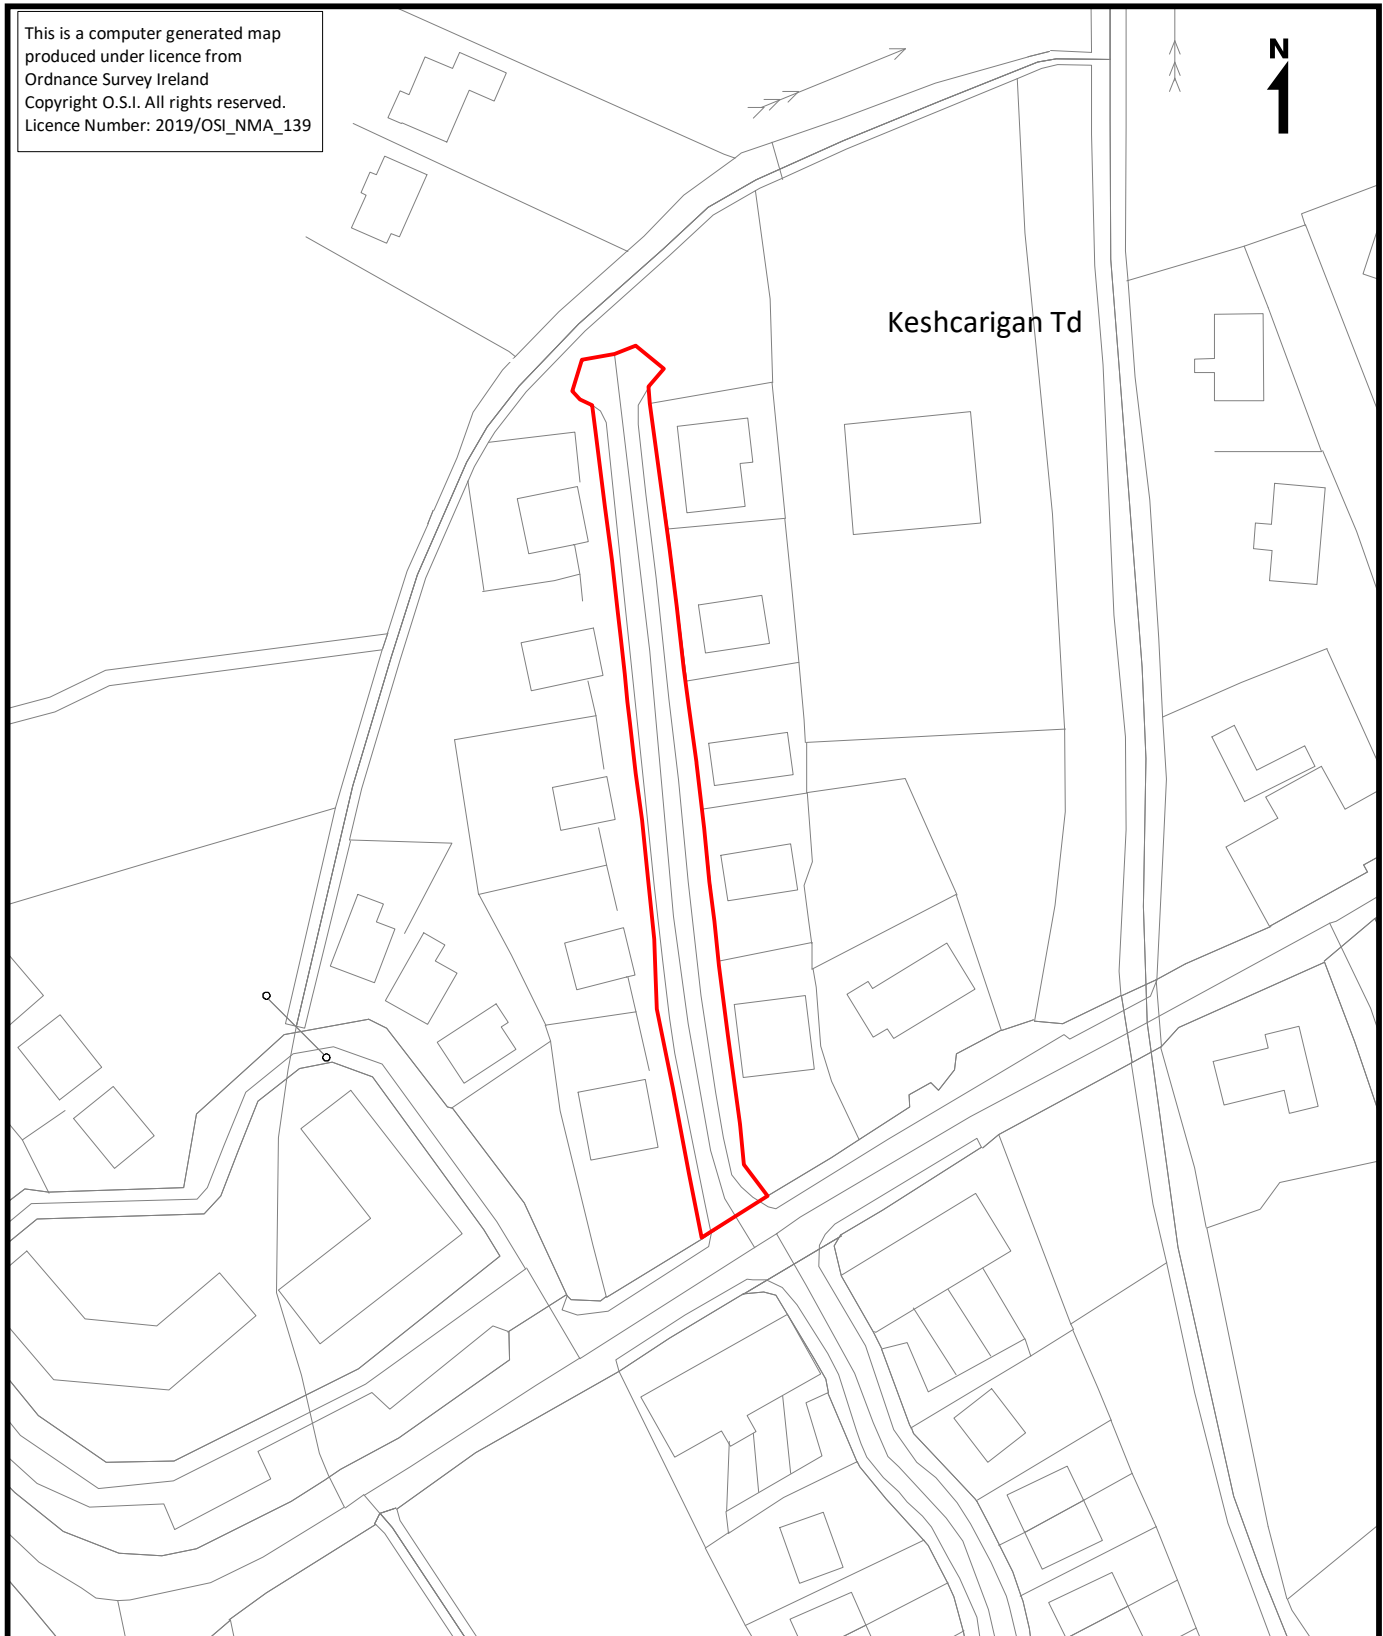 This is a computer generated map
produced under licence from
Ordnance Survey Ireland
Copyright O.S.I. All rights reserved.
Licence Number: 2019/OSI_NMA_139
N
Keshcarigan Td